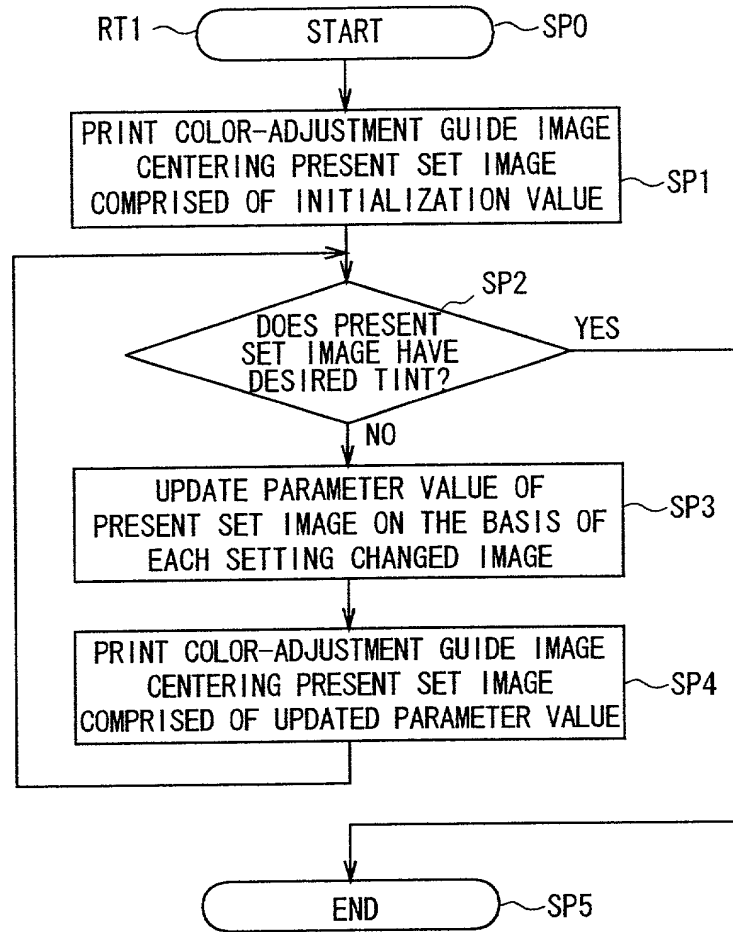 RT1
START
SP0
PRINT COLOR-ADJUSTMENT GUIDE IMAGE
CENTERING PRESENT SET IMAGE
COMPRISED OF INITIALIZATION VALUE
SP1
SP2
DOES PRESENT
SET IMAGE HAVE
DESIRED TINT?
YES
NO
UPDATE PARAMETER VALUE OF
PRESENT SET IMAGE ON THE BASIS OF
EACH SETTING CHANGED IMAGE
SP3
PRINT COLOR-ADJUSTMENT GUIDE IMAGE
CENTERING PRESENT SET IMAGE
COMPRISED OF UPDATED PARAMETER VALUE
SP4
END
SP5